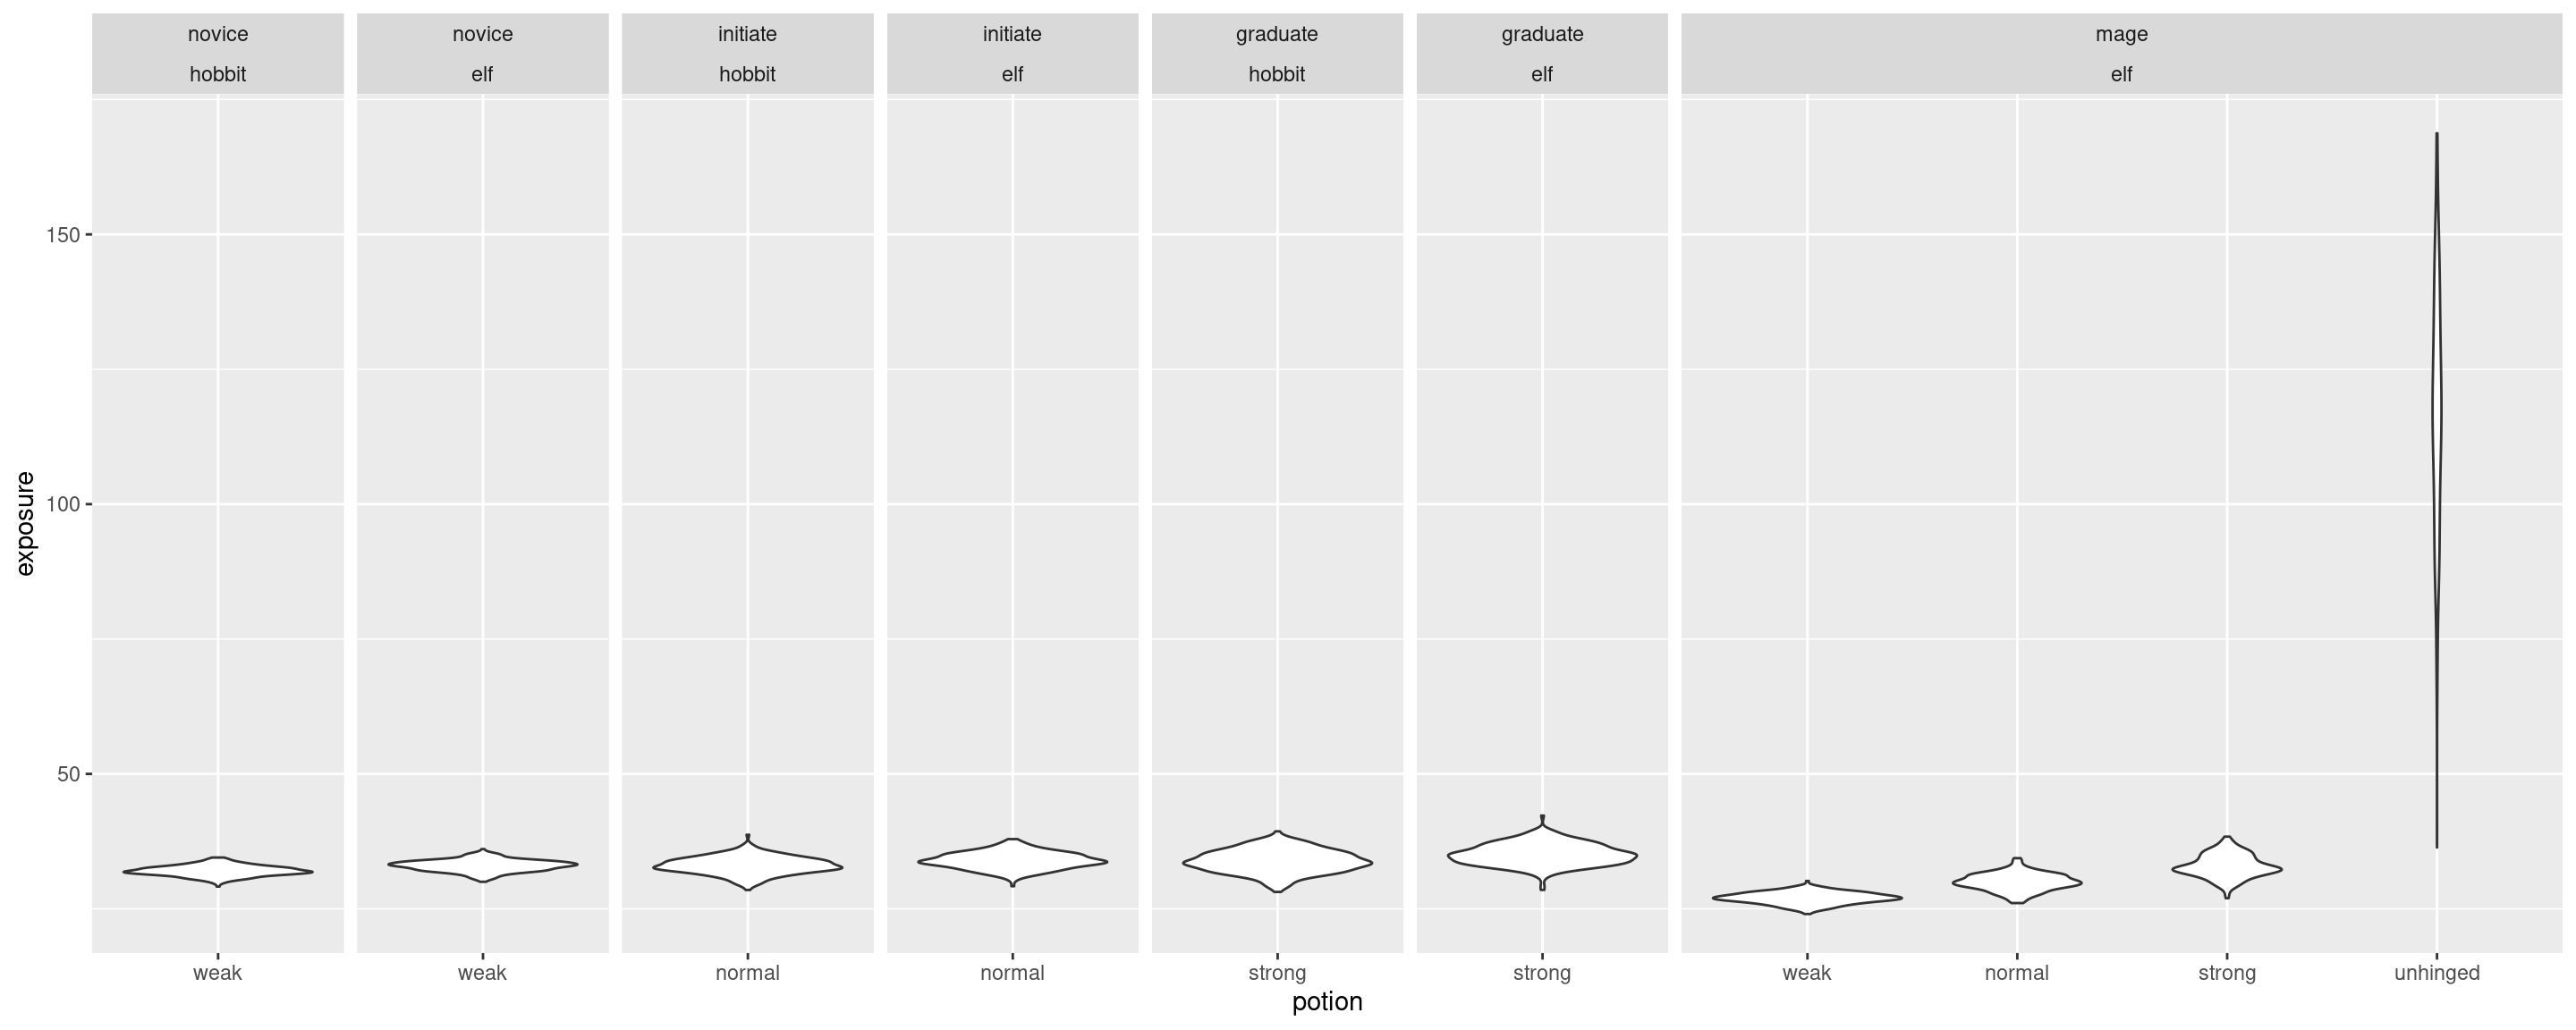 novice novice initiate initiate graduate graduate mage
hobbit elf hobbit elf hobbit elf elf
150
100
50
exposure
weak weak normal normal strong strong weak normal strong unhinged
potion